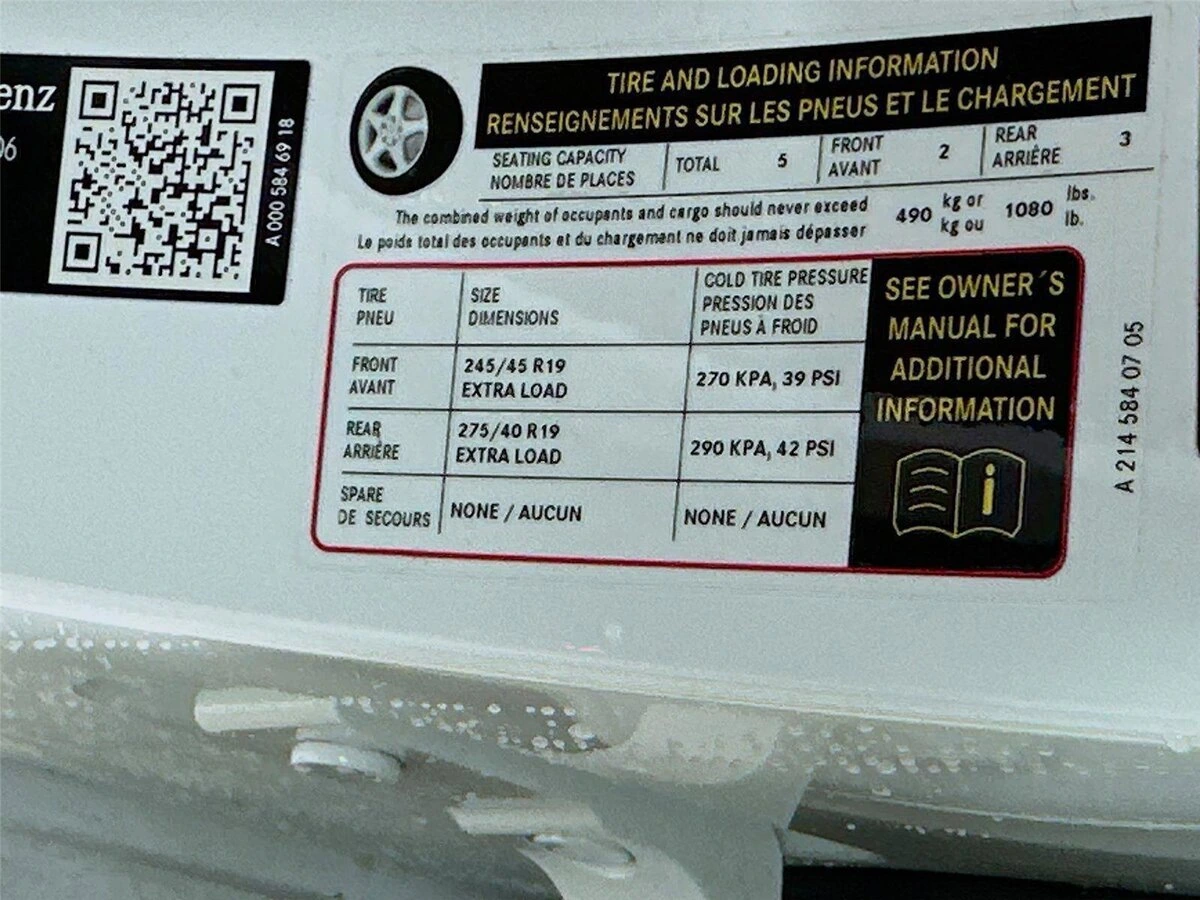 enz
06
A 000 584 69 18
TIRE AND LOADING INFORMATION
RENSEIGNEMENTS SUR LES PNEUS ET LE CHARGEMENT
SEATING CAPACITY
NOMBRE DE PLACES
TOTAL 5
FRONT
AVANT
2
REAR
ARRIÈRE
3
The combined weight of occupants and cargo should never exceed
Le poids total des occupants et du chargement ne doit jamais dépasser
490 kg or
kg ou
1080 lbs.
lb.
TIRE
PNEU
SIZE
DIMENSIONS
COLD TIRE PRESSURE
PRESSION DES
PNEUS À FROID
FRONT
AVANT
245/45 R19
EXTRA LOAD
270 KPA, 39 PSI
REAR
ARRIÈRE
275/40 R19
EXTRA LOAD
290 KPA, 42 PSI
SPARE
DE SECOURS
NONE / AUCUN
NONE / AUCUN
SEE OWNER´S
MANUAL FOR
ADDITIONAL
INFORMATION
A 214 584 07 05